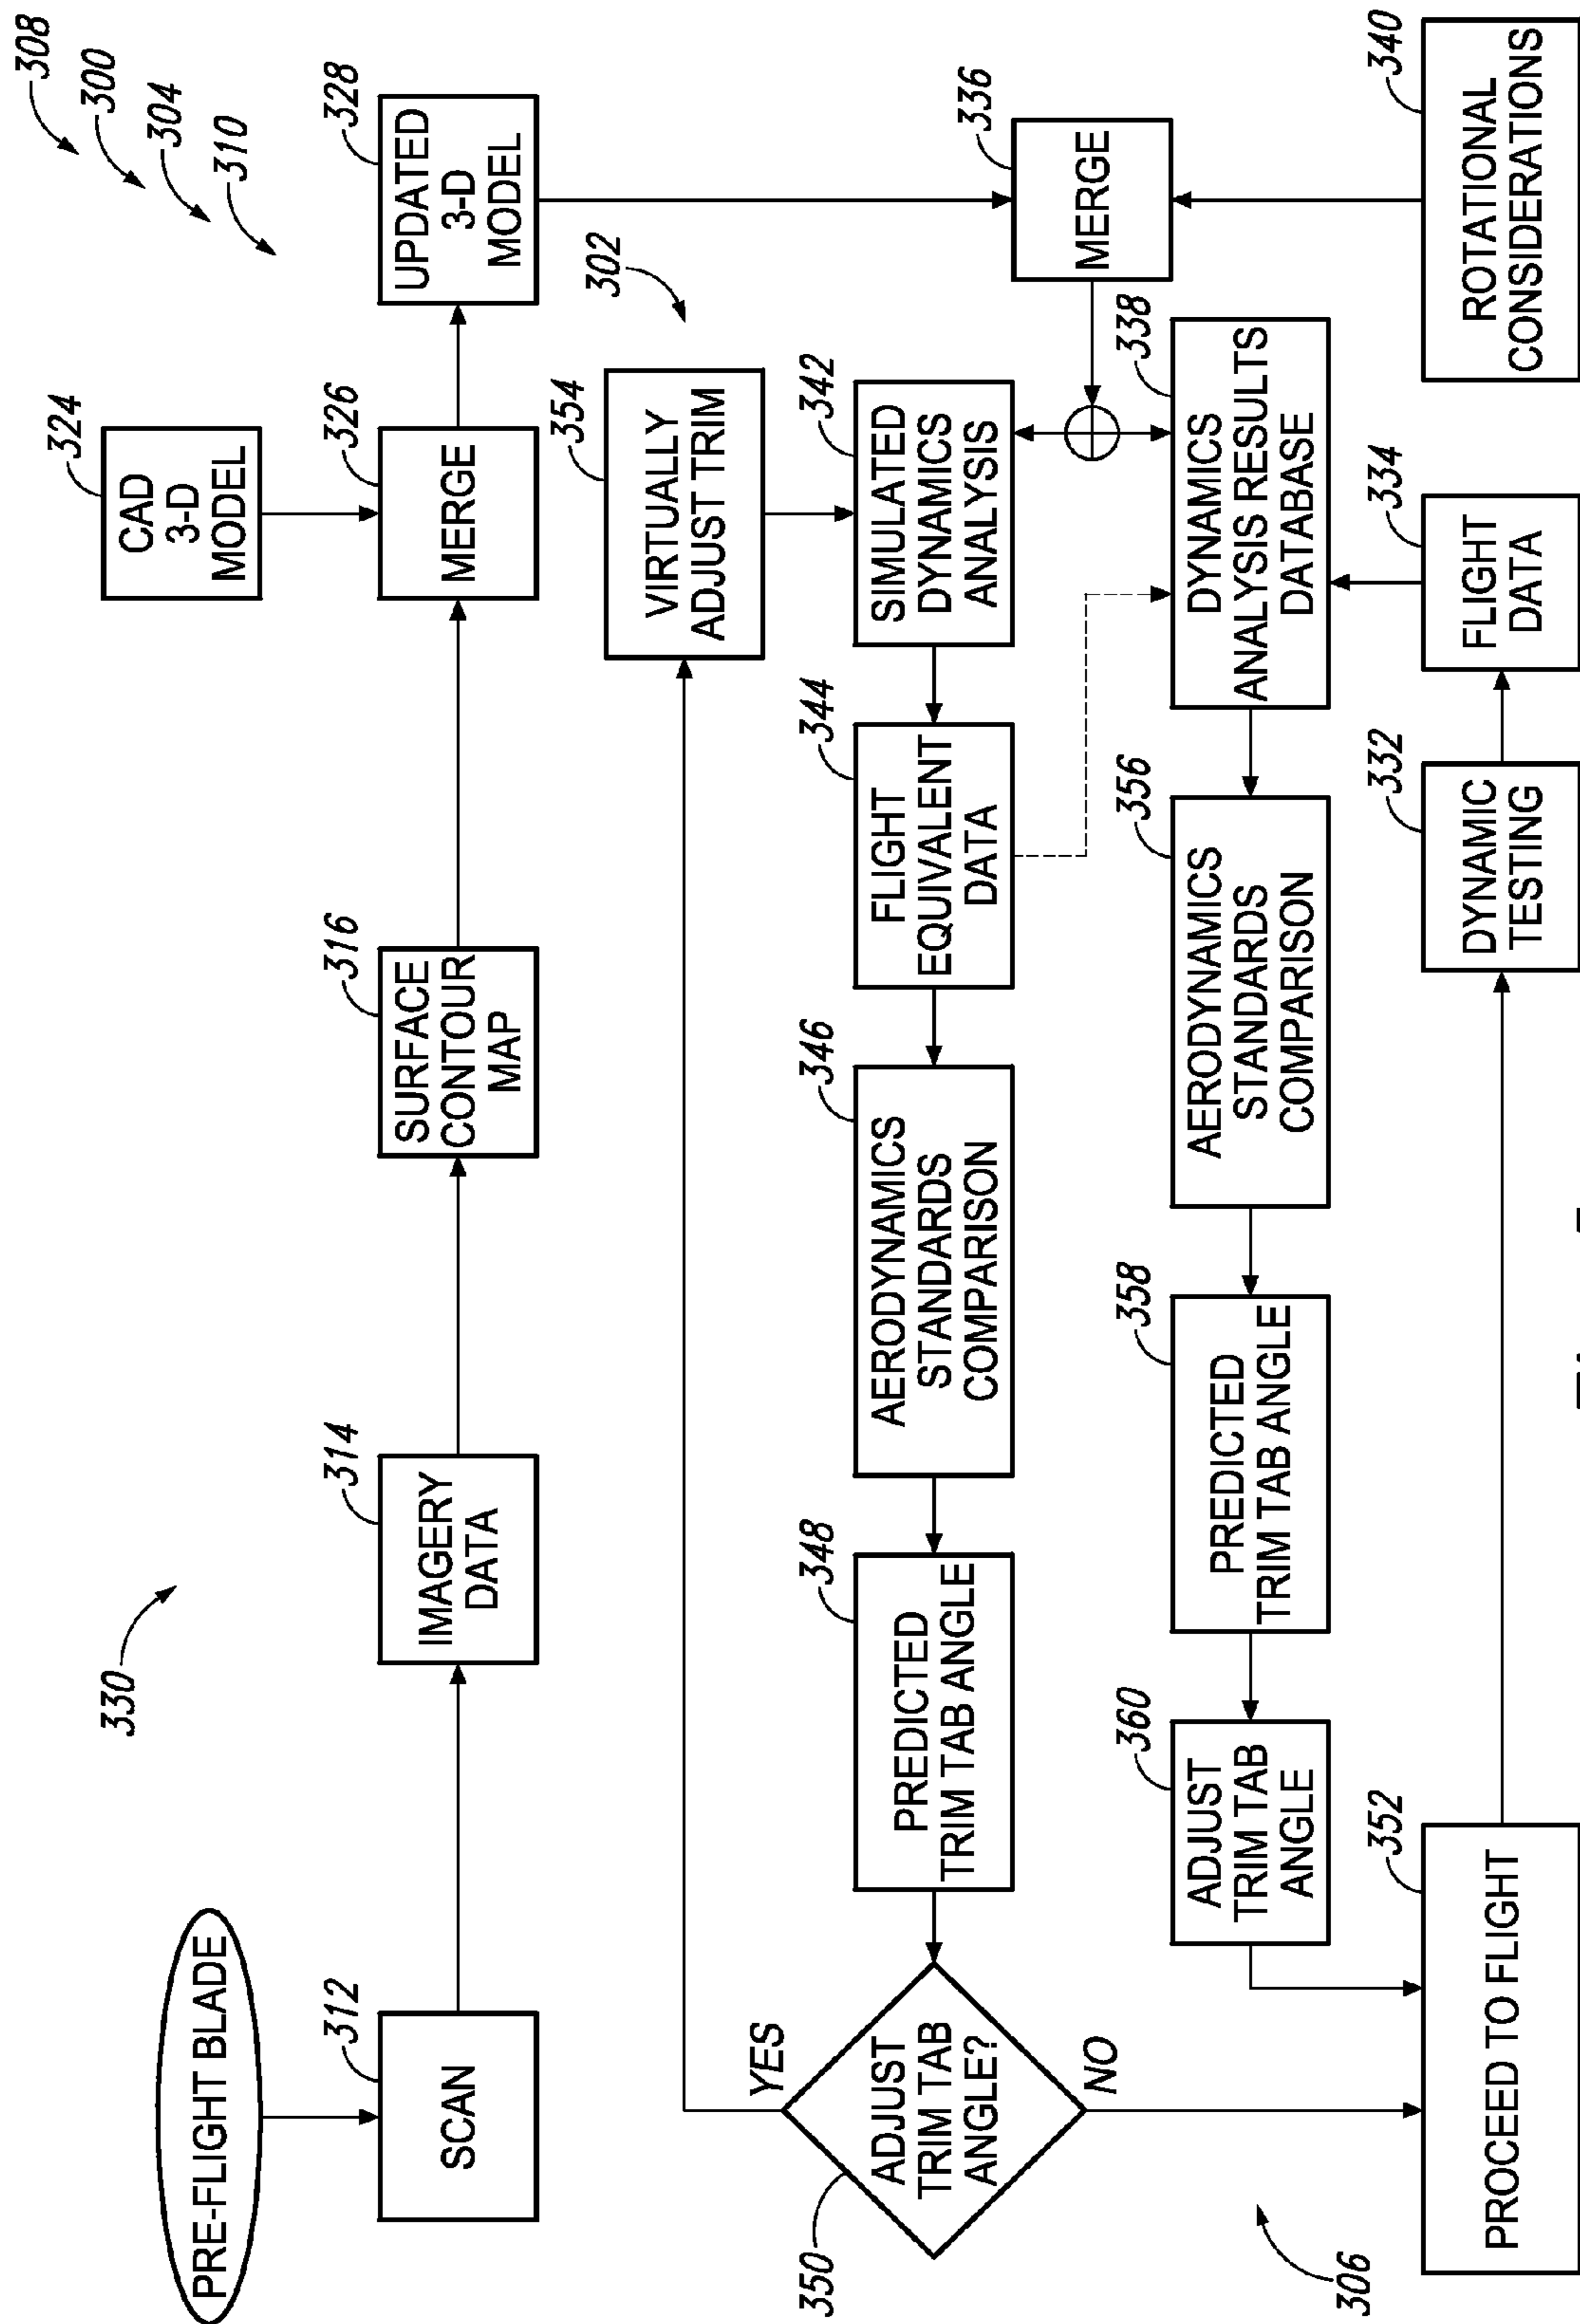 308
300
304
310
330
PRE-FLIGHT BLADE
312
SCAN
314
IMAGERY
DATA
316
SURFACE
CONTOUR
MAP
324
CAD
3-D
MODEL
326
MERGE
328
UPDATED
3-D
MODEL
302
354
VIRTUALLY
ADJUST TRIM
350
ADJUST
TRIM TAB
ANGLE?
YES
NO
348
PREDICTED
TRIM TAB ANGLE
346
AERODYNAMICS
STANDARDS
COMPARISON
344
FLIGHT
EQUIVALENT
DATA
342
SIMULATED
DYNAMICS
ANALYSIS
336
MERGE
306
360
ADJUST
TRIM TAB
ANGLE
358
PREDICTED
TRIM TAB ANGLE
356
AERODYNAMICS
STANDARDS
COMPARISON
338
DYNAMICS
ANALYSIS RESULTS
DATABASE
352
PROCEED TO FLIGHT
332
DYNAMIC
TESTING
334
FLIGHT
DATA
340
ROTATIONAL
CONSIDERATIONS